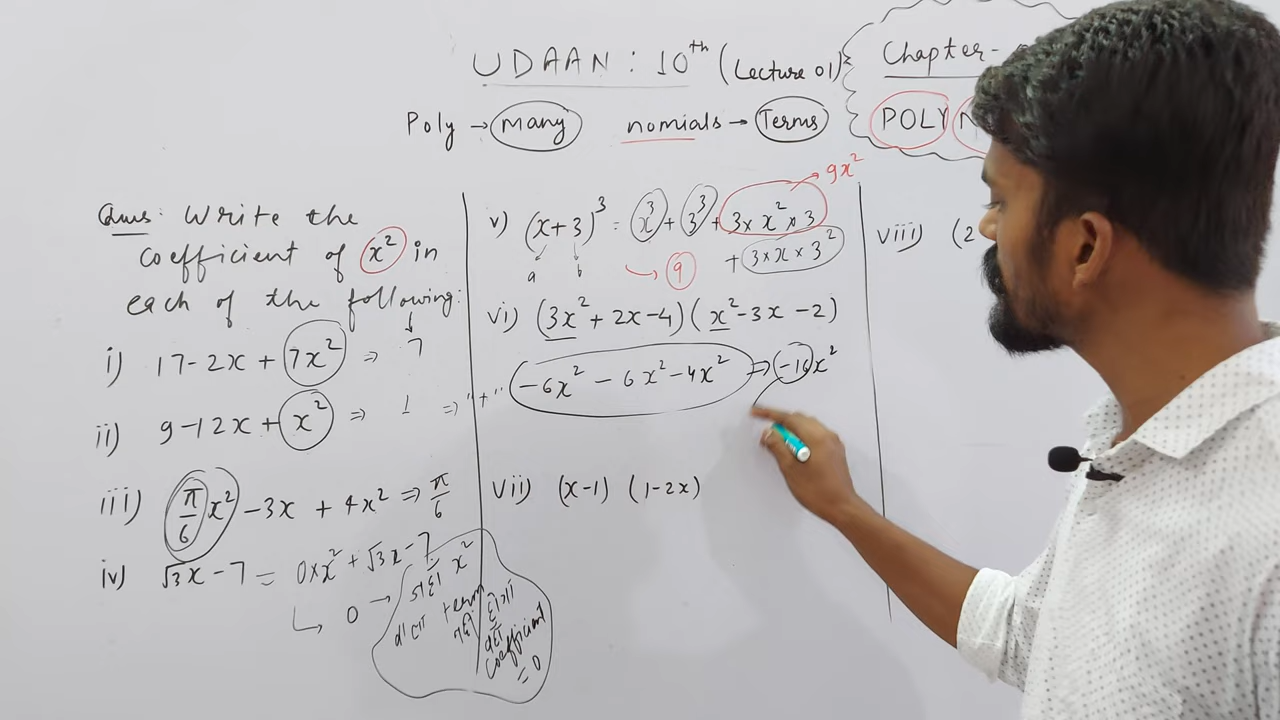 UDAAN : 10th (Lecture 01)
Chapter-
Poly → Many nomials → Terms
POLY N
Ques: Write the
coefficient of x² in
each of the following:
i) 17-2x + 7x² ⇒ 7
ii) 9-12x + x² ⇒ 1 ⇒ "+"
iii) π/6 x² - 3x + 4x² ⇒ π/6
iv) √3x - 7 = 0×x² + √3x - 7
↳ 0 →
x²
term
coefficient
= 0
v) (x+3)³ = x³ + 3³ + 3 × x² × 3 → 9x²
+ 3 × x × 3²
a b → 9
vi) (3x² + 2x - 4) (x² - 3x - 2)
-6x² - 6x² - 4x² ⇒ -16x²
vii) (x-1) (1-2x)
viii) (2